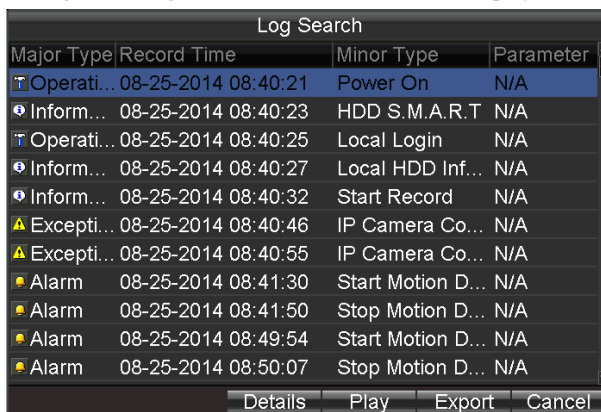 Log Search
Major Type Record Time Minor Type Parameter
Operati... 08-25-2014 08:40:21 Power On N/A
Inform... 08-25-2014 08:40:23 HDD S.M.A.R.T N/A
Operati... 08-25-2014 08:40:25 Local Login N/A
Inform... 08-25-2014 08:40:27 Local HDD Inf... N/A
Inform... 08-25-2014 08:40:32 Start Record N/A
Excepti... 08-25-2014 08:40:46 IP Camera Co... N/A
Excepti... 08-25-2014 08:40:55 IP Camera Co... N/A
Alarm 08-25-2014 08:41:30 Start Motion D... N/A
Alarm 08-25-2014 08:41:50 Stop Motion D... N/A
Alarm 08-25-2014 08:49:54 Start Motion D... N/A
Alarm 08-25-2014 08:50:07 Stop Motion D... N/A
Details Play Export Cancel